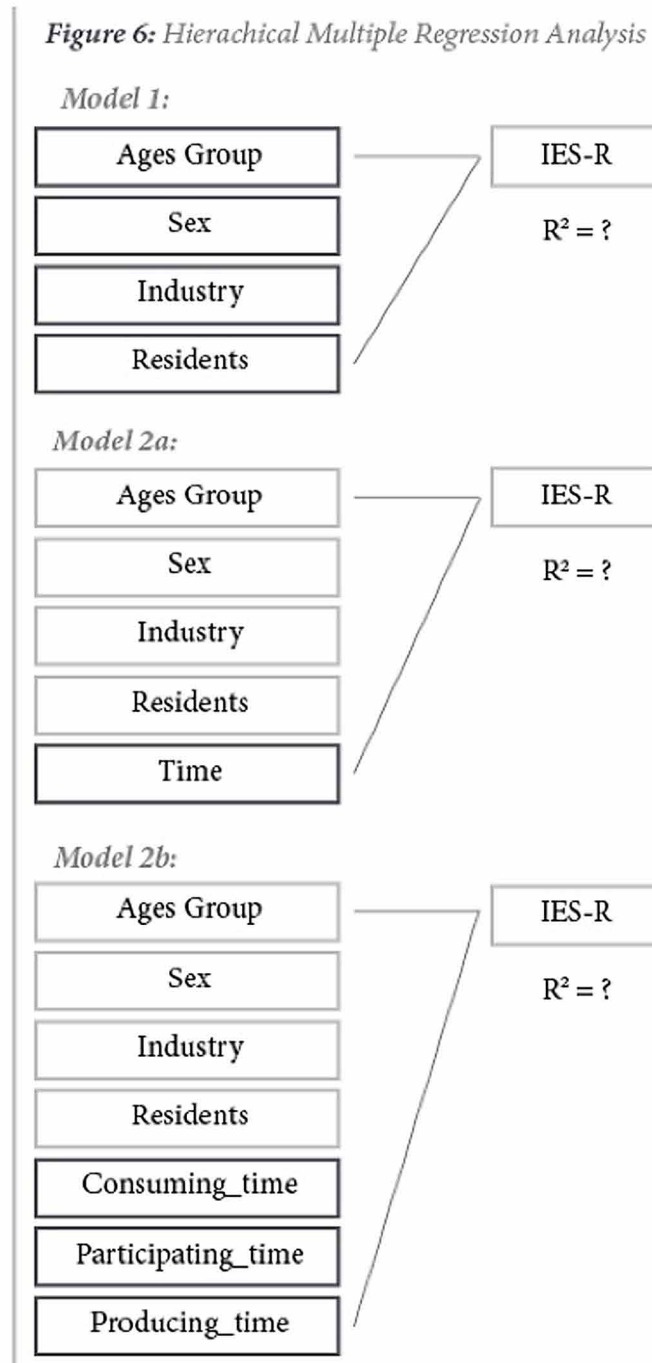 Figure 6: Hierachical Multiple Regression Analysis
Model 1:
Ages Group
IES-R
Sex
R² = ?
Industry
Residents
Model 2a:
Ages Group
IES-R
Sex
R² = ?
Industry
Residents
Time
Model 2b:
Ages Group
IES-R
Sex
R² = ?
Industry
Residents
Consuming_time
Participating_time
Producing_time